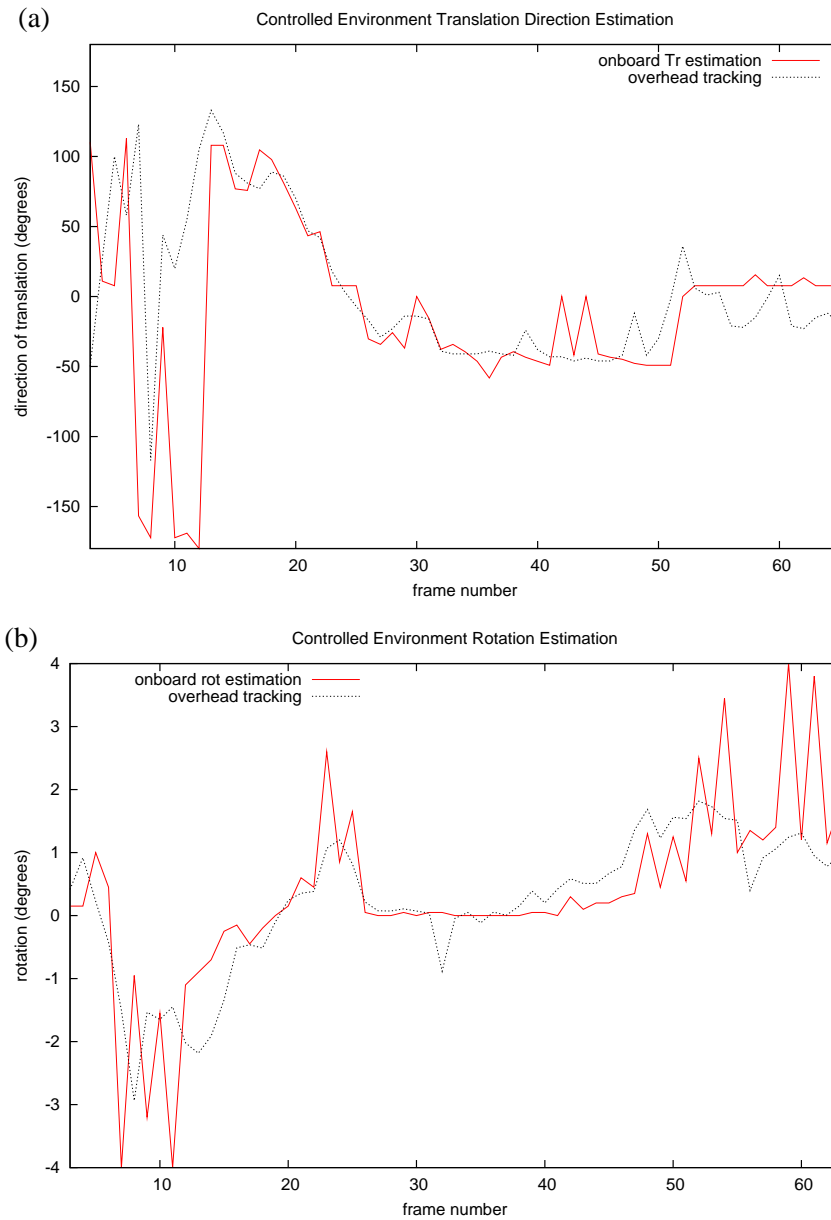 (a)
Controlled Environment Translation Direction Estimation
onboard Tr estimation
overhead tracking
150
100
50
0
-50
-100
-150
direction of translation (degrees)
10 20 30 40 50 60
frame number
(b)
Controlled Environment Rotation Estimation
onboard rot estimation
overhead tracking
4
3
2
1
0
-1
-2
-3
-4
rotation (degrees)
10 20 30 40 50 60
frame number